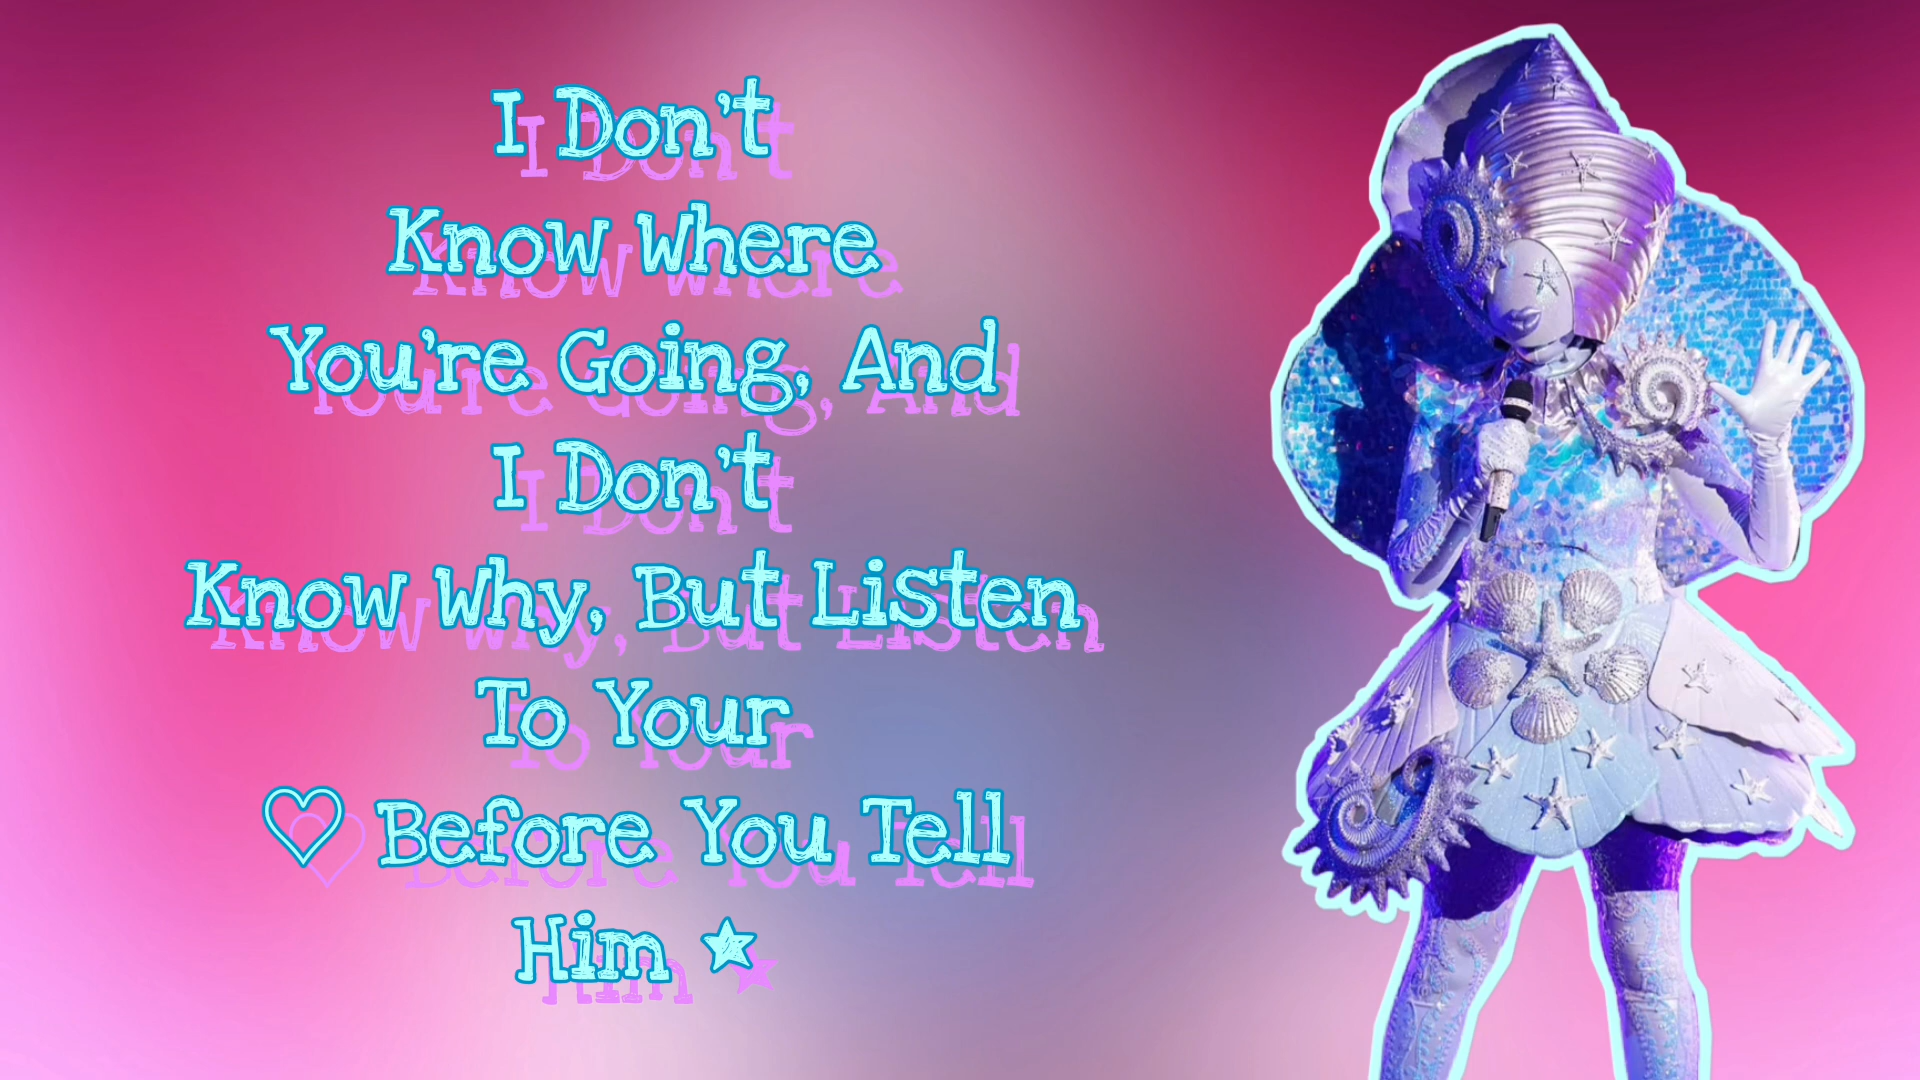 I Don't
Know Where
You're Going, And
I Don't
Know Why, But Listen
To Your
♡ Before You Tell
Him ★